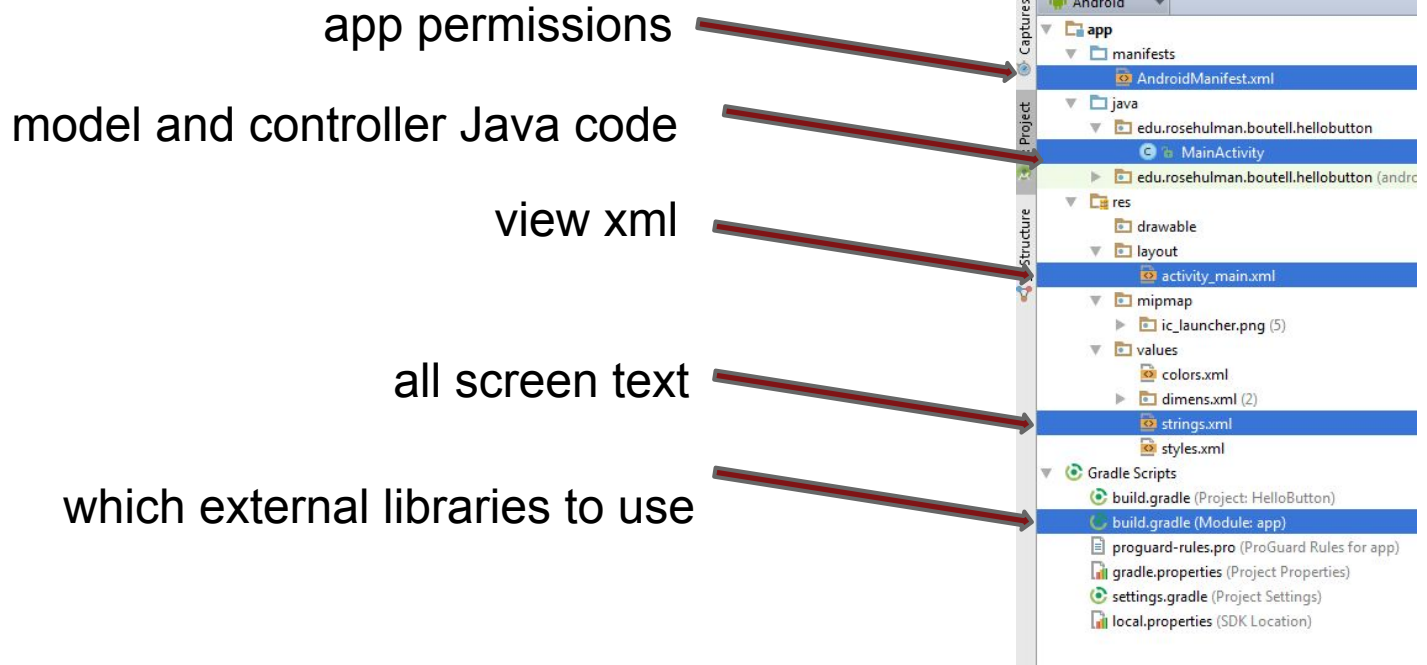 app permissions
model and controller Java code
view xml
all screen text
which external libraries to use
Captures
Project
Structure
Android
app
manifests
AndroidManifest.xml
java
edu.rosehulman.boutell.hellobutton
MainActivity
edu.rosehulman.boutell.hellobutton
res
drawable
layout
activity_main.xml
mipmap
ic_launcher.png (5)
values
colors.xml
dimens.xml (2)
strings.xml
styles.xml
Gradle Scripts
build.gradle (Project: HelloButton)
build.gradle (Module: app)
proguard-rules.pro (ProGuard Rules for app)
gradle.properties (Project Properties)
settings.gradle (Project Settings)
local.properties (SDK Location)